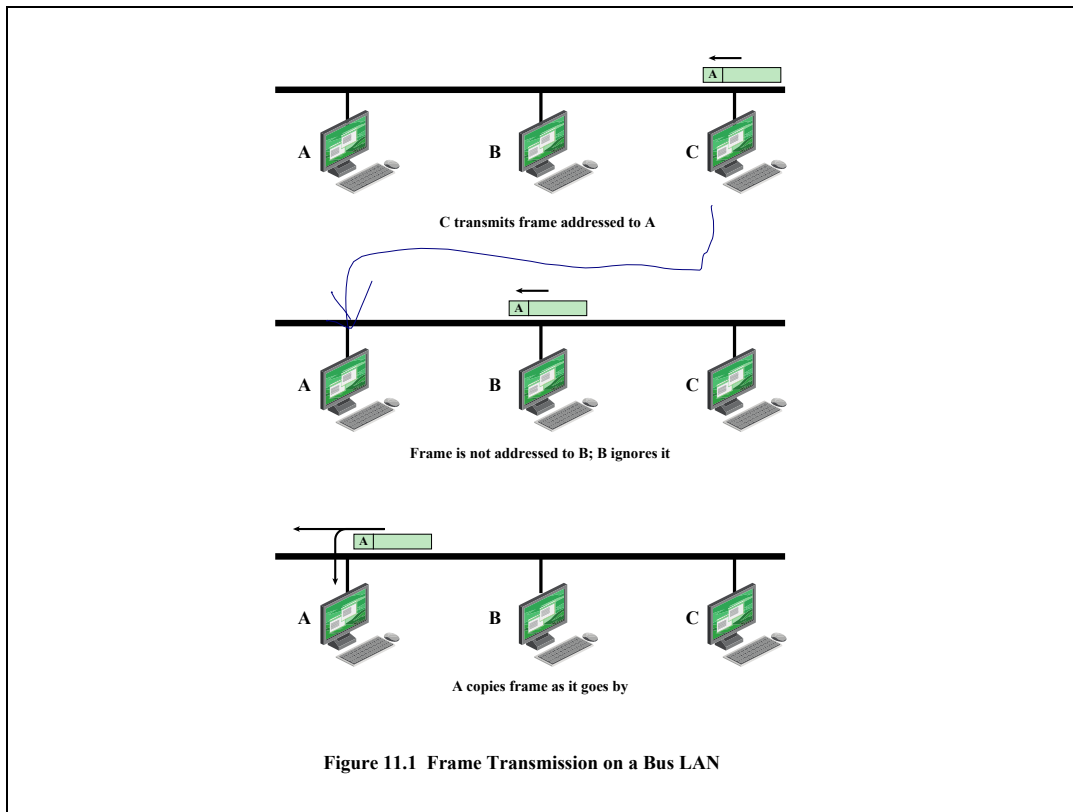 A
A B C
C transmits frame addressed to A
A
A B C
Frame is not addressed to B; B ignores it
A
A B C
A copies frame as it goes by
Figure 11.1 Frame Transmission on a Bus LAN